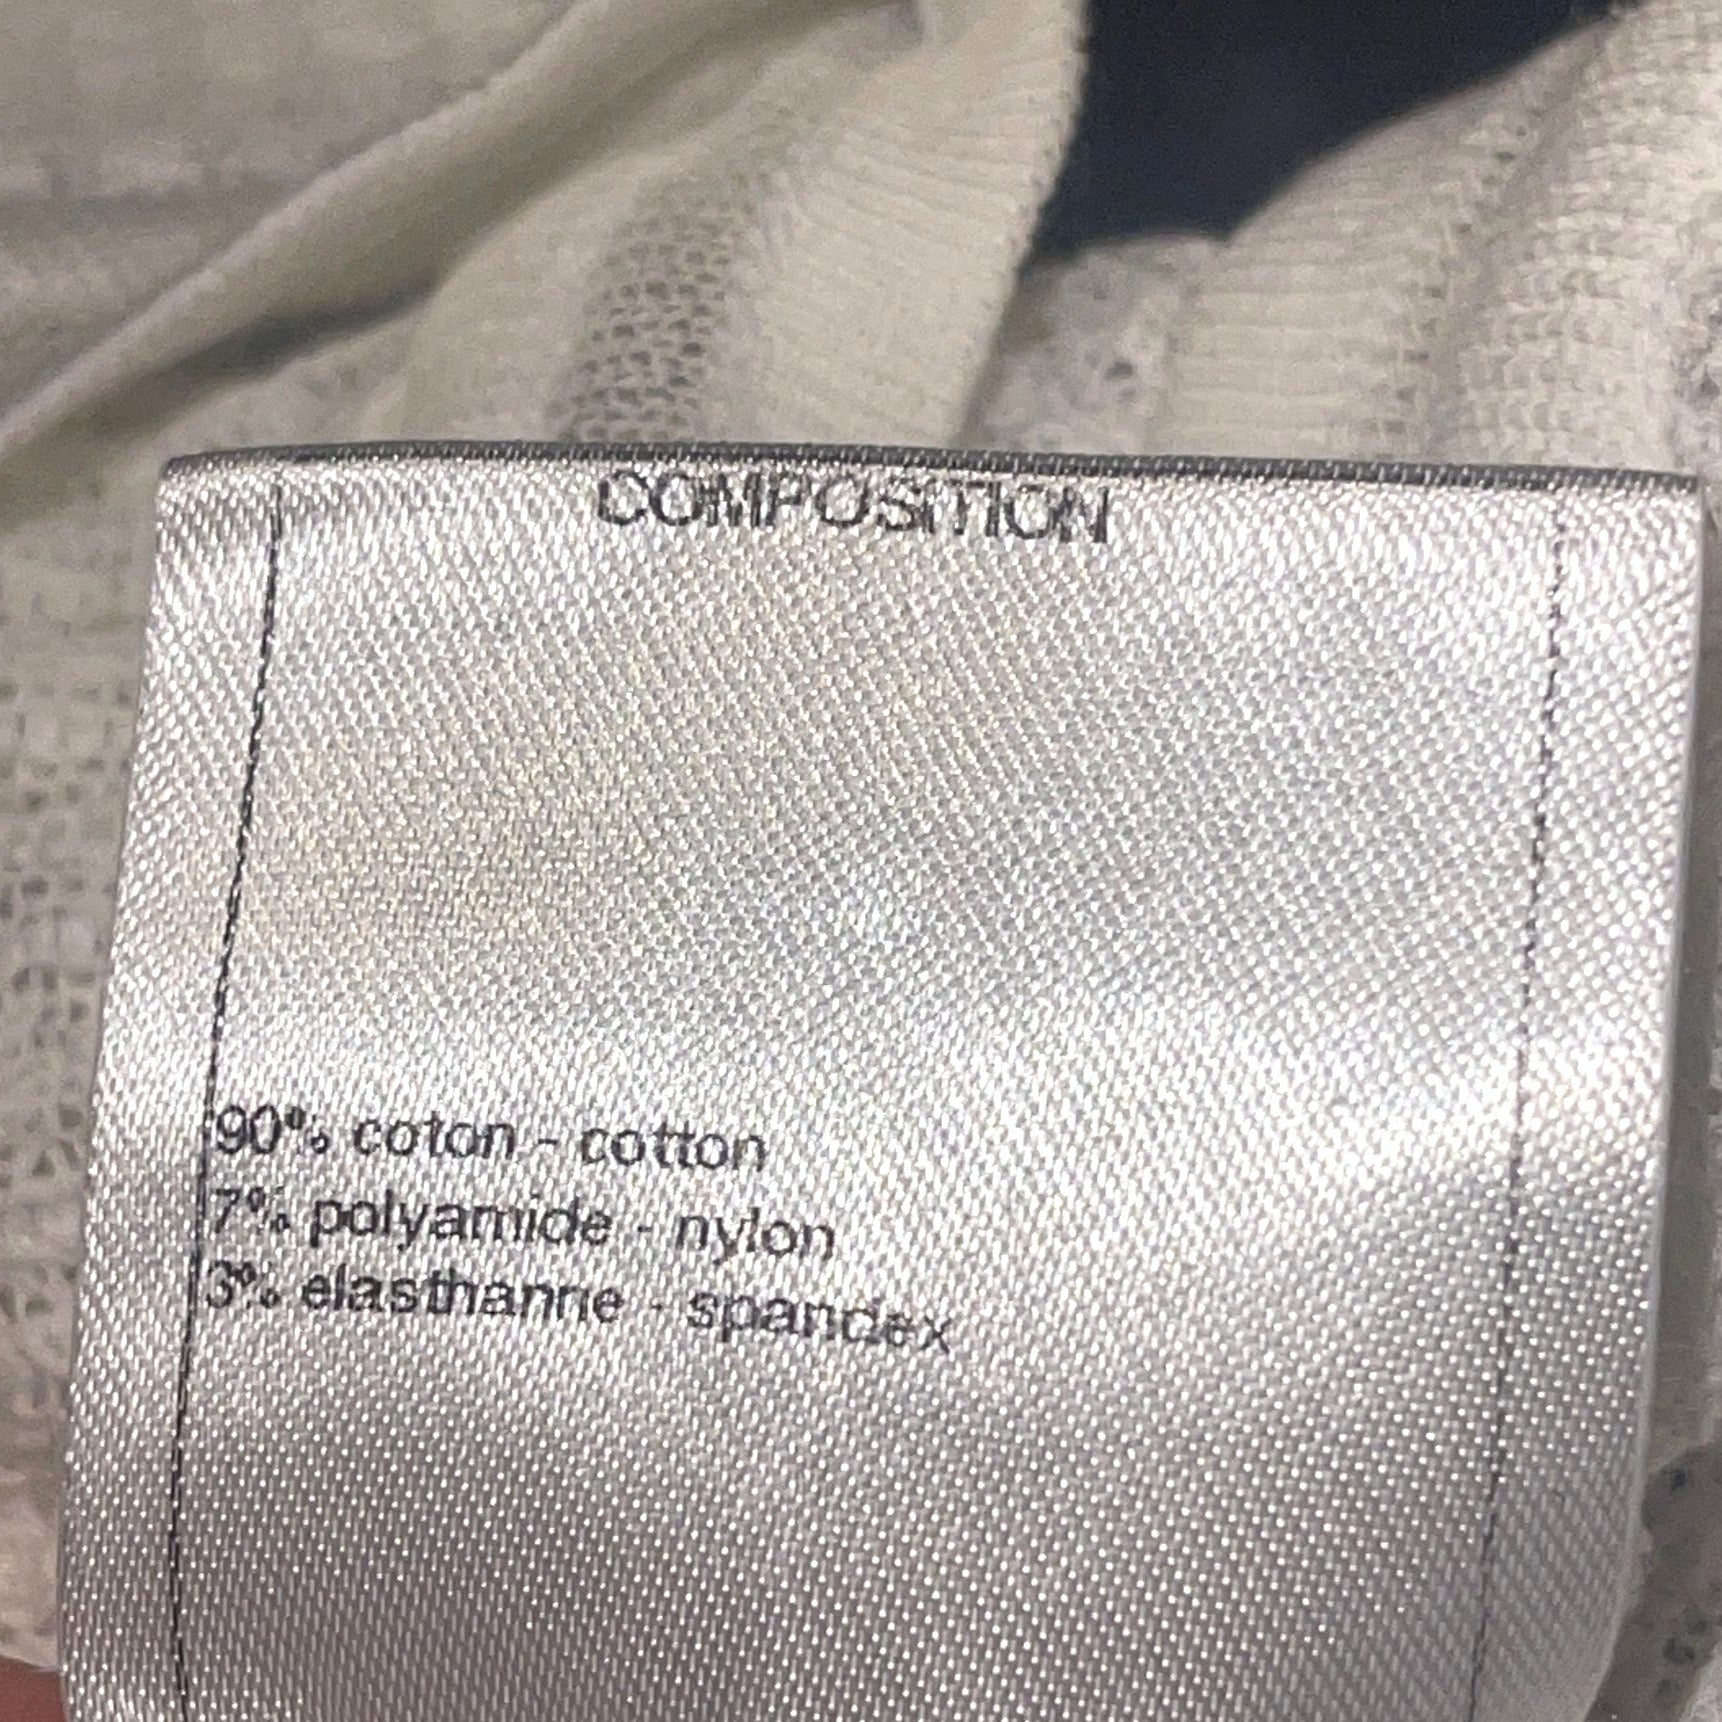 COMPOSITION
90% coton - cotton
7% polyamide - nylon
3% elasthanne - spandex